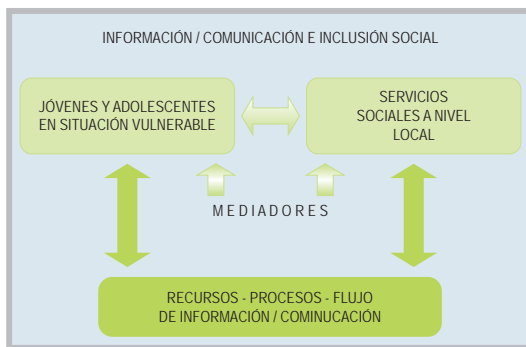 INFORMACIÓN / COMUNICACIÓN E INCLUSIÓN SOCIAL
JÓVENES Y ADOLESCENTES
EN SITUACIÓN VULNERABLE
SERVICIOS
SOCIALES A NIVEL
LOCAL
MEDIADORES
RECURSOS - PROCESOS - FLUJO
DE INFORMACIÓN / COMINUCACIÓN